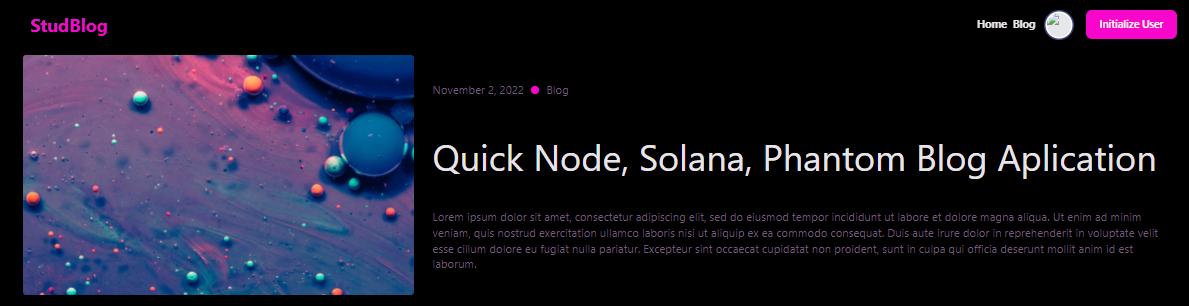 StudBlog
Home Blog Initialize User
November 2, 2022 Blog
Quick Node, Solana, Phantom Blog Aplication
Lorem ipsum dolor sit amet, consectetur adipiscing elit, sed do eiusmod tempor incididunt ut labore et dolore magna aliqua. Ut enim ad minim
veniam, quis nostrud exercitation ullamco laboris nisi ut aliquip ex ea commodo consequat. Duis aute irure dolor in reprehenderit in voluptate velit
esse cillum dolore eu fugiat nulla pariatur. Excepteur sint occaecat cupidatat non proident, sunt in culpa qui officia deserunt mollit anim id est
laborum.